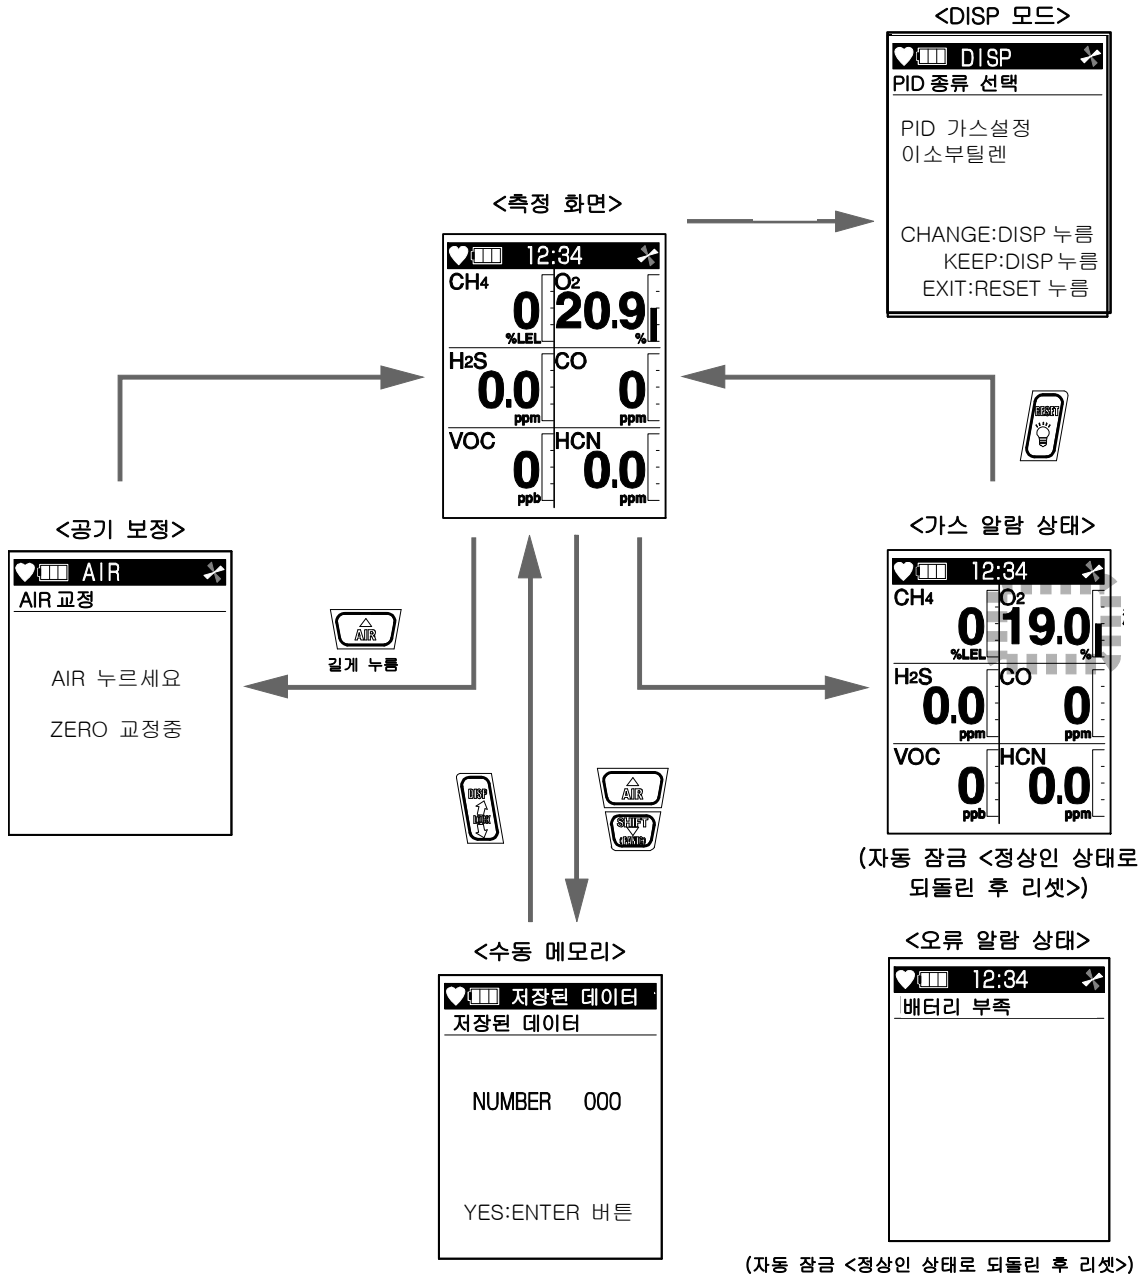 <DISP 모드>
DISP
PID 종류 선택
PID 가스설정
이소부틸렌
CHANGE:DISP 누름
KEEP:DISP 누름
EXIT:RESET 누름
<측정 화면>
12:34
CH4 O2
0 20.9
%LEL %
H2S CO
0.0 0
ppm ppm
VOC HCN
0 0.0
ppb ppm
RESET
<공기 보정>
AIR
AIR 교정
AIR 누르세요
ZERO 교정중
AIR
길게 누름
DISP
AIR
SHIFT
<가스 알람 상태>
12:34
CH4 O2
0 19.0
%LEL %
H2S CO
0.0 0
ppm ppm
VOC HCN
0 0.0
ppb ppm
(자동 잠금 <정상인 상태로
되돌린 후 리셋>)
<수동 메모리>
저장된 데이터
저장된 데이터
NUMBER 000
YES:ENTER 버튼
<오류 알람 상태>
12:34
배터리 부족
(자동 잠금 <정상인 상태로 되돌린 후 리셋>)